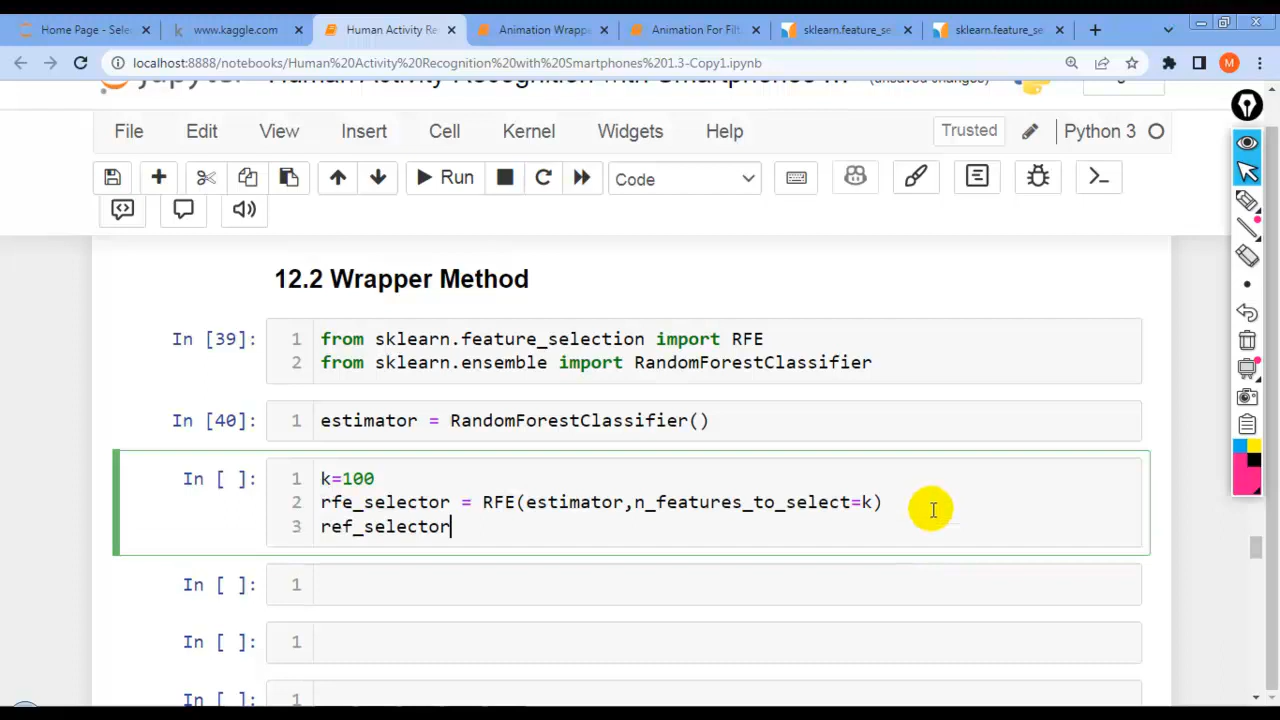 Home Page - Sele
www.kaggle.com
Human Activity Re
Animation Wrappe
Animation For Filt
sklearn.feature_se
sklearn.feature_se
localhost:8888/notebooks/Human%20Activity%20Recognition%20with%20Smartphones%201.3-Copy1.ipynb
M
File Edit View Insert Cell Kernel Widgets Help
Trusted
Python 3
Run
Code
12.2 Wrapper Method
In [39]:
1 from sklearn.feature_selection import RFE
2 from sklearn.ensemble import RandomForestClassifier
In [40]:
1 estimator = RandomForestClassifier()
In [ ]:
1 k=100
2 rfe_selector = RFE(estimator,n_features_to_select=k)
3 ref_selector
In [ ]:
1
In [ ]:
1
In [ ]:
1